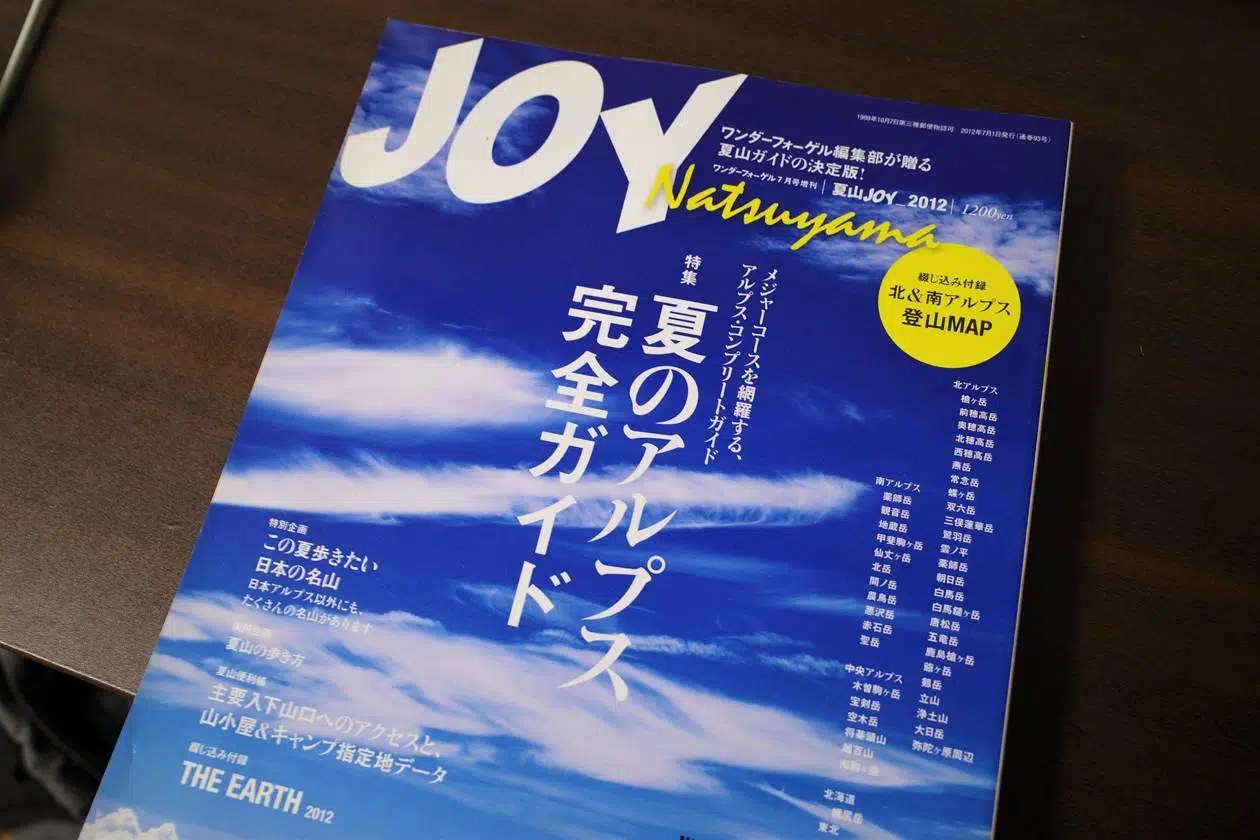 JOY
Natsuyama
1999年10月7日第三種郵便物認可 2012年7月1日発行(通巻93号)
ワンダーフォーゲル編集部が贈る
夏山ガイドの決定版!
ワンダーフォーゲル7月号増刊 | 夏山JOY_2012 | 1200yen
綴じ込み付録
北&南アルプス
登山MAP
メジャーコースを網羅する、
アルプス・コンプリートガイド
特集
夏のアルプス
完全ガイド
北アルプス
槍ヶ岳
前穂高岳
奥穂高岳
北穂高岳
西穂高岳
燕岳
常念岳
蝶ヶ岳
双六岳
三俣蓮華岳
鷲羽岳
雲ノ平
薬師岳
朝日岳
白馬岳
白馬鑓ヶ岳
唐松岳
五竜岳
鹿島槍ヶ岳
爺ヶ岳
剱岳
立山
浄土山
大日岳
弥陀ヶ原周辺
南アルプス
薬師岳
観音岳
地蔵岳
甲斐駒ヶ岳
仙丈ヶ岳
北岳
間ノ岳
農鳥岳
悪沢岳
赤石岳
聖岳
中央アルプス
木曽駒ヶ岳
宝剣岳
空木岳
将棊頭山
越百山
南駒ヶ岳
北海道
幌尻岳
東北
特別企画
この夏歩きたい
日本の名山
日本アルプス以外にも、
たくさんの名山があります
夏山の歩き方
夏山便利帳
主要入下山口へのアクセスと、
山小屋&キャンプ指定地データ
綴じ込み付録
THE EARTH 2012